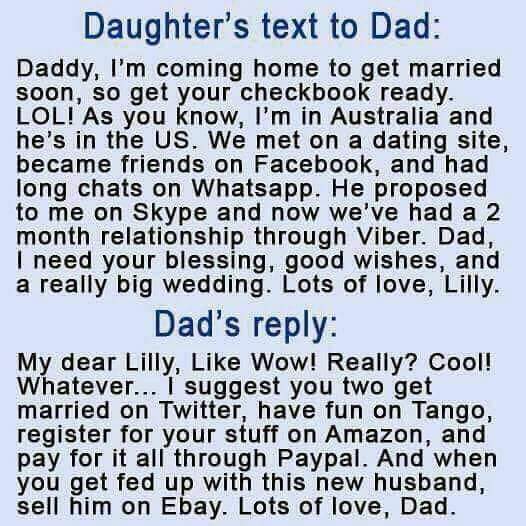 Daughter's text to Dad:
Daddy, I'm coming home to get married
soon, so get your checkbook ready.
LOL! As you know, I'm in Australia and
he's in the US. We met on a dating site,
became friends on Facebook, and had
long chats on Whatsapp. He proposed
to me on Skype and now we've had a 2
month relationship through Viber. Dad,
I need your blessing, good wishes, and
a really big wedding. Lots of love, Lilly.
Dad's reply:
My dear Lilly, Like Wow! Really? Cool!
Whatever... I suggest you two get
married on Twitter, have fun on Tango,
register for your stuff on Amazon, and
pay for it all through Paypal. And when
you get fed up with this new husband,
sell him on Ebay. Lots of love, Dad.